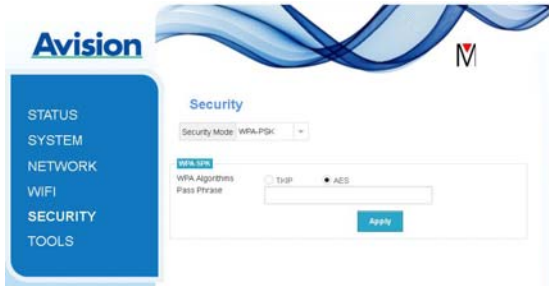 Avision
M
STATUS
SYSTEM
NETWORK
WIFI
SECURITY
TOOLS
Security
Security Mode WPA-PSK
WPA-SPK
WPA Algorithms TKIP AES
Pass Phrase
Apply